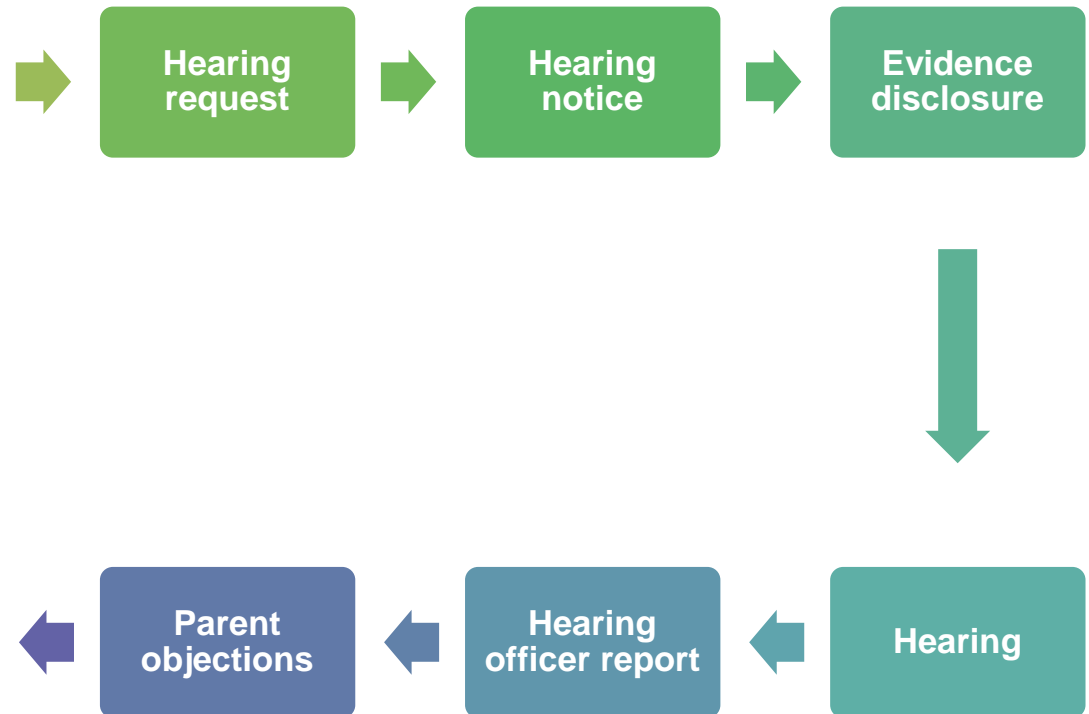 Hearing
request
Hearing
notice
Evidence
disclosure
Hearing
Hearing
officer report
Parent
objections